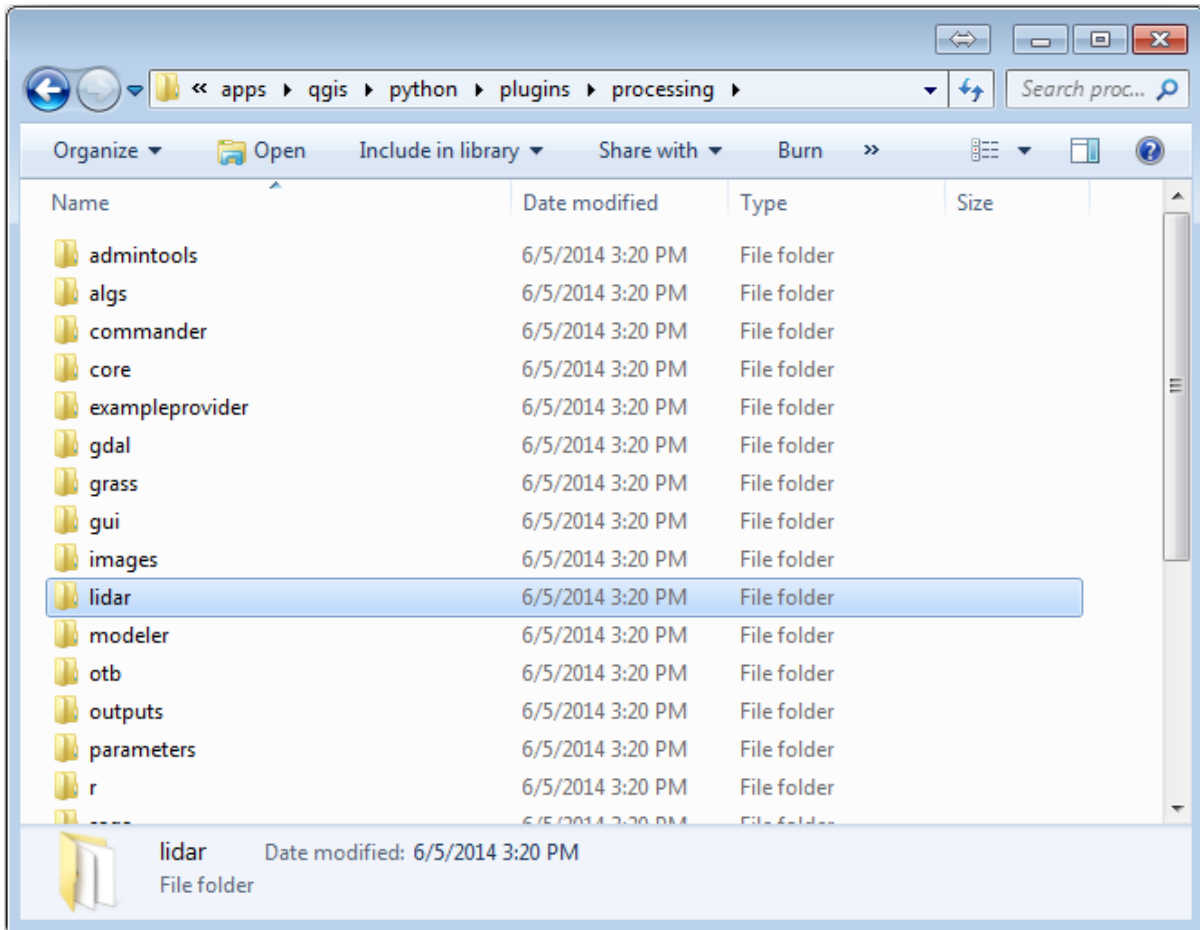 « apps ▸ qgis ▸ python ▸ plugins ▸ processing ▸ Search proc...
Organize Open Include in library Share with Burn »
Name Date modified Type Size
admintools 6/5/2014 3:20 PM File folder
algs 6/5/2014 3:20 PM File folder
commander 6/5/2014 3:20 PM File folder
core 6/5/2014 3:20 PM File folder
exampleprovider 6/5/2014 3:20 PM File folder
gdal 6/5/2014 3:20 PM File folder
grass 6/5/2014 3:20 PM File folder
gui 6/5/2014 3:20 PM File folder
images 6/5/2014 3:20 PM File folder
lidar 6/5/2014 3:20 PM File folder
modeler 6/5/2014 3:20 PM File folder
otb 6/5/2014 3:20 PM File folder
outputs 6/5/2014 3:20 PM File folder
parameters 6/5/2014 3:20 PM File folder
r 6/5/2014 3:20 PM File folder
6/5/2014 3:20 PM File folder
lidar Date modified: 6/5/2014 3:20 PM
File folder